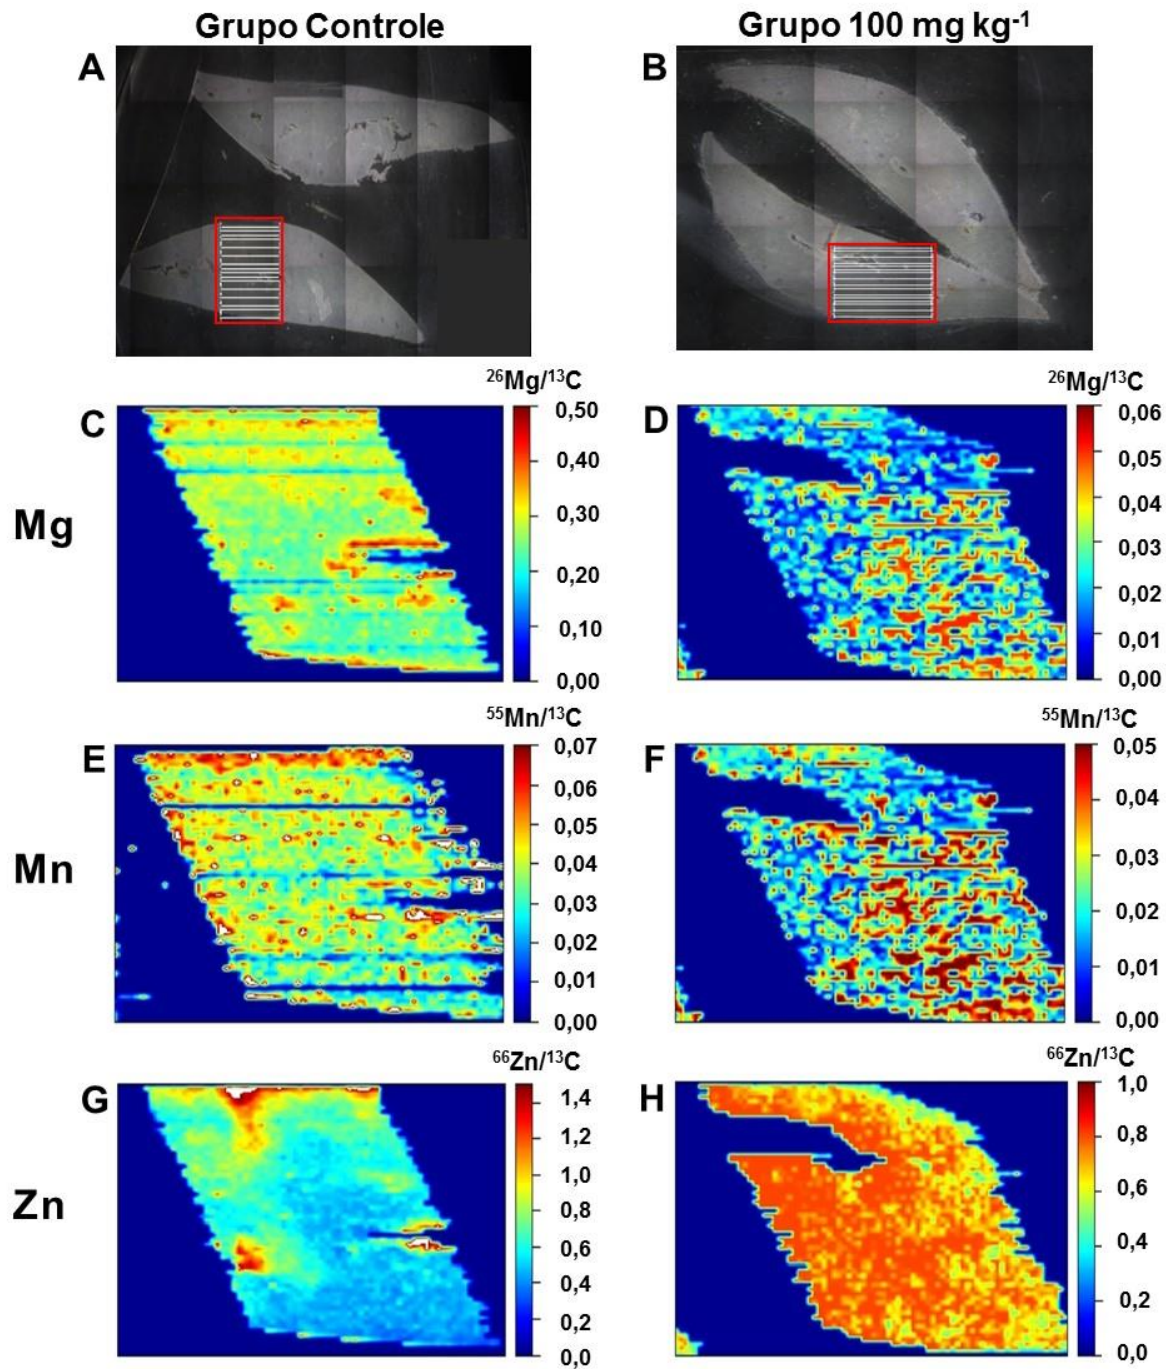 Grupo Controle
Grupo 100 mg kg⁻¹
A
B
²⁶Mg/¹³C
²⁶Mg/¹³C
C
0,50
0,40
0,30
0,20
0,10
0,00
D
0,06
0,05
0,04
0,03
0,02
0,01
0,00
Mg
⁵⁵Mn/¹³C
⁵⁵Mn/¹³C
E
0,07
0,06
0,05
0,04
0,03
0,02
0,01
0,00
F
0,05
0,04
0,03
0,02
0,01
0,00
Mn
⁶⁶Zn/¹³C
⁶⁶Zn/¹³C
G
1,4
1,2
1,0
0,8
0,6
0,4
0,2
0,0
H
1,0
0,8
0,6
0,4
0,2
0,0
Zn